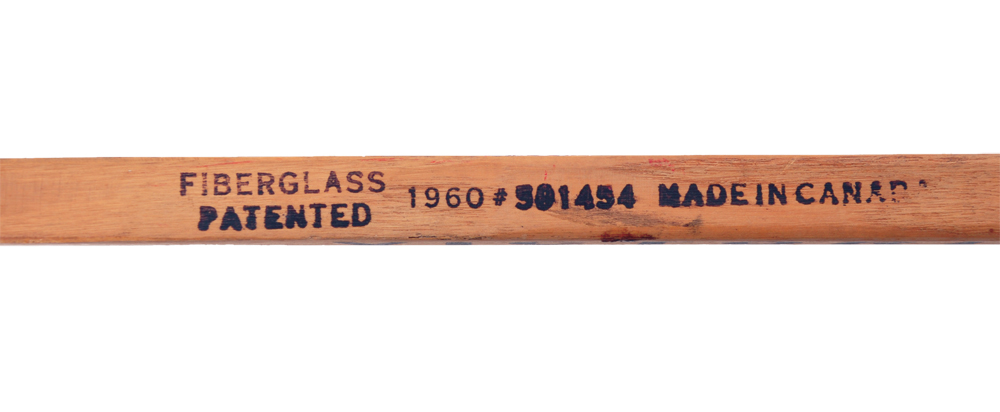 FIBERGLASS
PATENTED
1960 # 501454 MADE IN CANADA